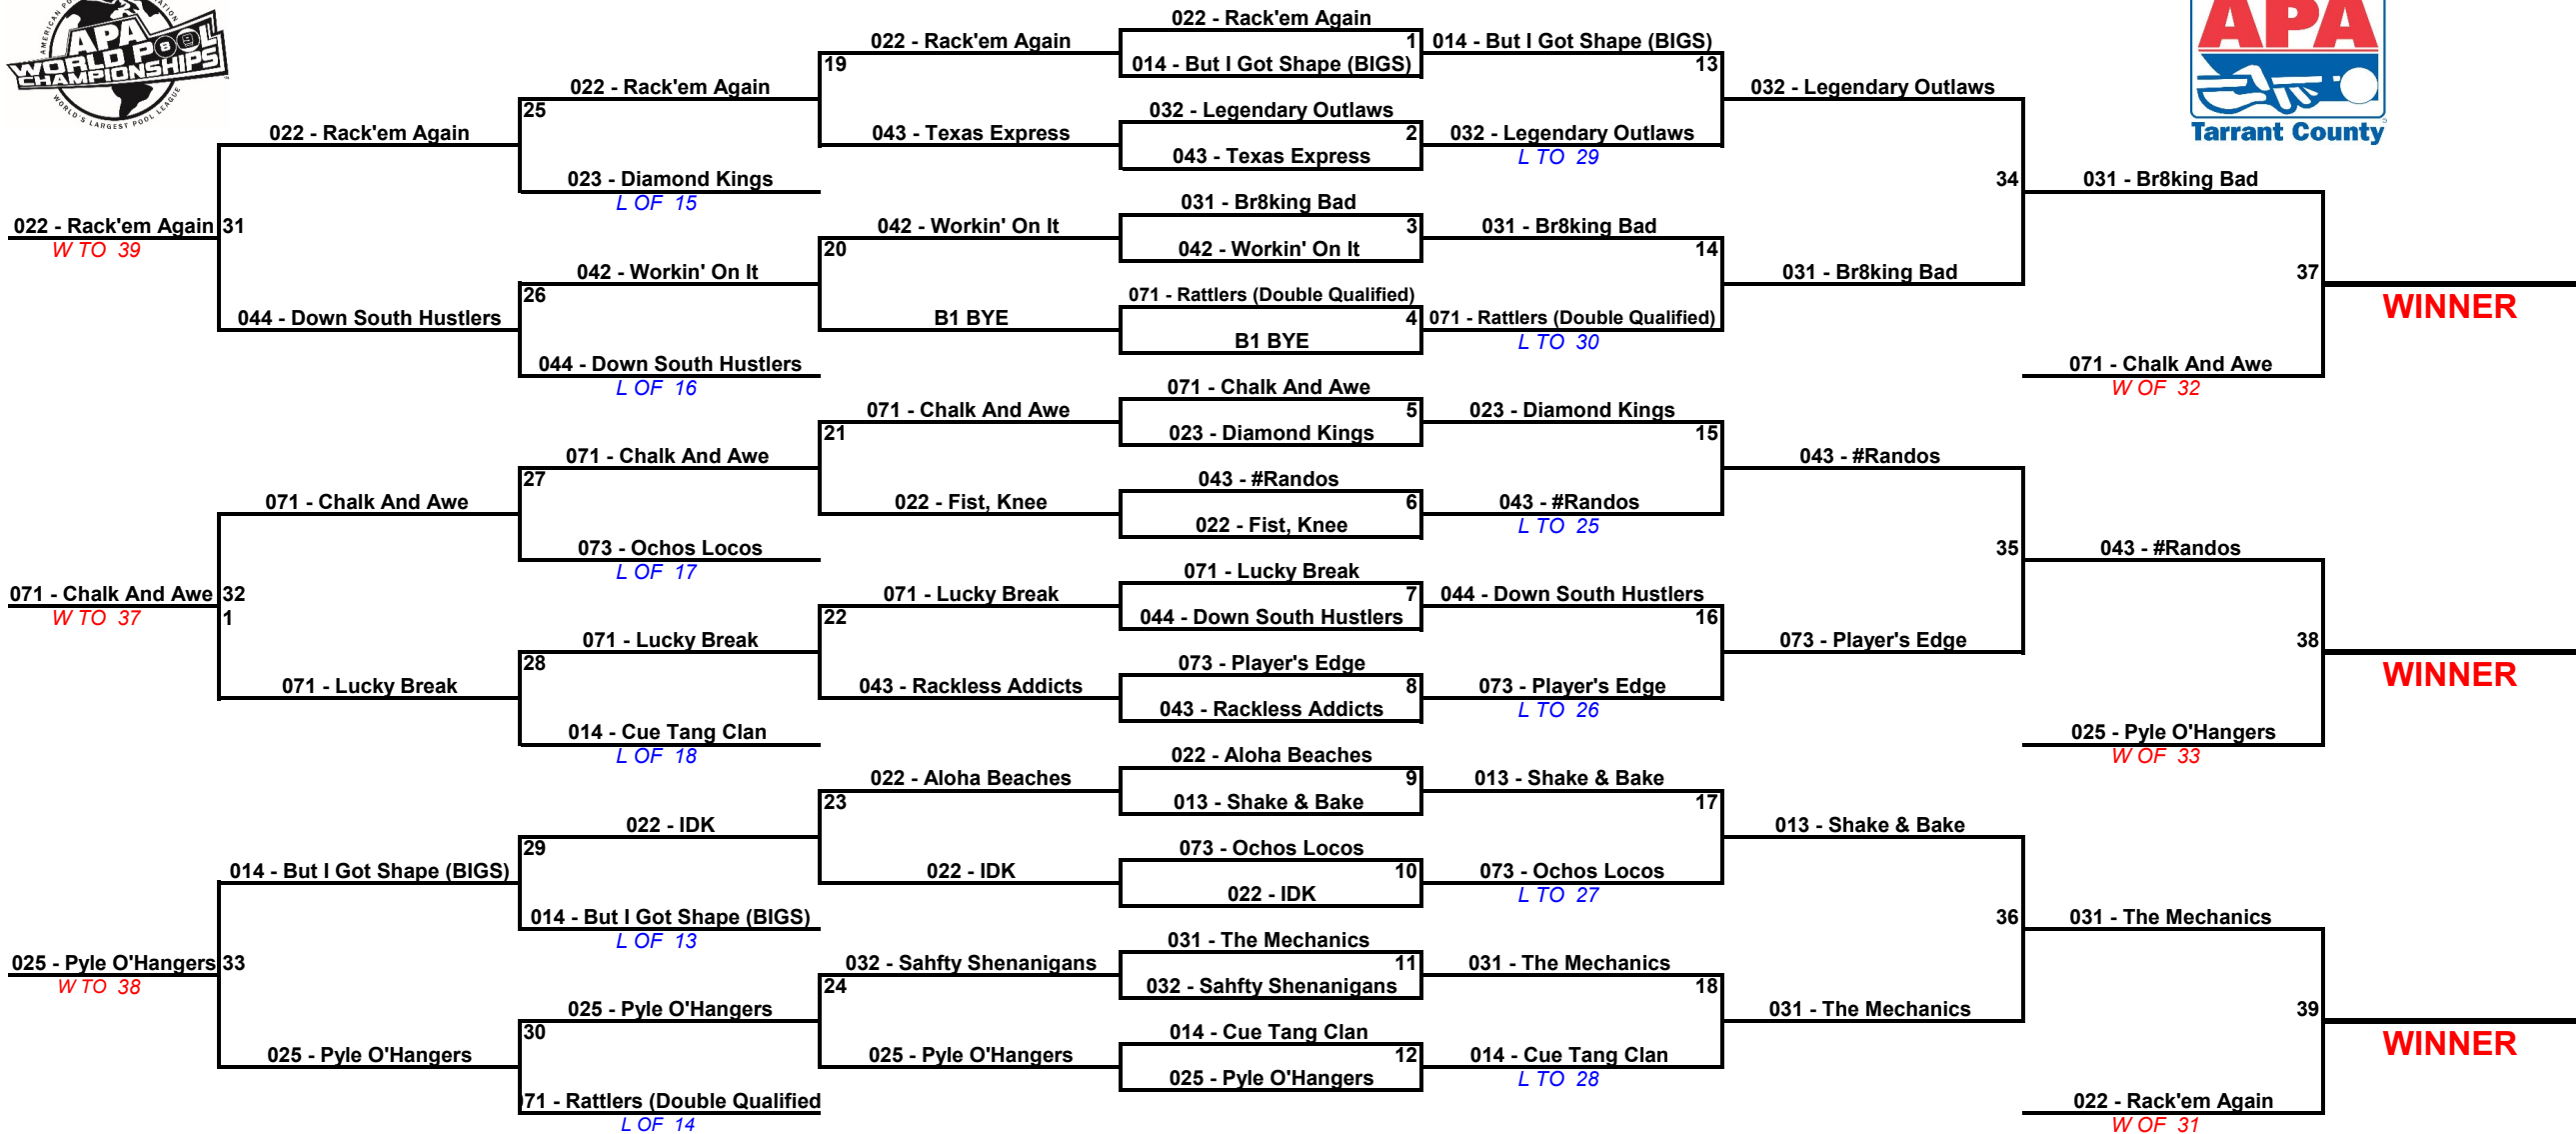 AMERICAN PO
ATION
APA
WORLD POOL
CHAMPIONSHIPS
WORLD'S LARGEST POOL LEAGUE
APA
Tarrant County
022 - Rack'em Again
022 - Rack'em Again
1
014 - But I Got Shape (BIGS)
19
014 - But I Got Shape (BIGS)
13
022 - Rack'em Again
032 - Legendary Outlaws
25
032 - Legendary Outlaws
022 - Rack'em Again
043 - Texas Express
2
032 - Legendary Outlaws
043 - Texas Express
L TO 29
023 - Diamond Kings
34
031 - Br8king Bad
L OF 15
031 - Br8king Bad
022 - Rack'em Again
31
042 - Workin' On It
3
031 - Br8king Bad
W TO 39
20
042 - Workin' On It
14
042 - Workin' On It
031 - Br8king Bad
37
26
071 - Rattlers (Double Qualified)
WINNER
044 - Down South Hustlers
B1 BYE
4
071 - Rattlers (Double Qualified)
B1 BYE
L TO 30
044 - Down South Hustlers
071 - Chalk And Awe
L OF 16
071 - Chalk And Awe
W OF 32
071 - Chalk And Awe
5
023 - Diamond Kings
21
023 - Diamond Kings
15
071 - Chalk And Awe
043 - #Randos
27
043 - #Randos
071 - Chalk And Awe
022 - Fist, Knee
6
043 - #Randos
022 - Fist, Knee
L TO 25
073 - Ochos Locos
35
043 - #Randos
L OF 17
071 - Lucky Break
071 - Chalk And Awe
32
071 - Lucky Break
7
044 - Down South Hustlers
W TO 37
1
22
044 - Down South Hustlers
16
071 - Lucky Break
073 - Player's Edge
38
28
073 - Player's Edge
WINNER
071 - Lucky Break
043 - Rackless Addicts
8
073 - Player's Edge
043 - Rackless Addicts
L TO 26
014 - Cue Tang Clan
025 - Pyle O'Hangers
L OF 18
022 - Aloha Beaches
W OF 33
022 - Aloha Beaches
9
013 - Shake & Bake
23
013 - Shake & Bake
17
022 - IDK
013 - Shake & Bake
29
073 - Ochos Locos
014 - But I Got Shape (BIGS)
022 - IDK
10
073 - Ochos Locos
022 - IDK
L TO 27
014 - But I Got Shape (BIGS)
36
031 - The Mechanics
L OF 13
031 - The Mechanics
025 - Pyle O'Hangers
33
032 - Sahfty Shenanigans
11
031 - The Mechanics
W TO 38
24
032 - Sahfty Shenanigans
18
025 - Pyle O'Hangers
031 - The Mechanics
39
30
014 - Cue Tang Clan
WINNER
025 - Pyle O'Hangers
025 - Pyle O'Hangers
12
014 - Cue Tang Clan
025 - Pyle O'Hangers
L TO 28
71 - Rattlers (Double Qualified
022 - Rack'em Again
L OF 14
W OF 31